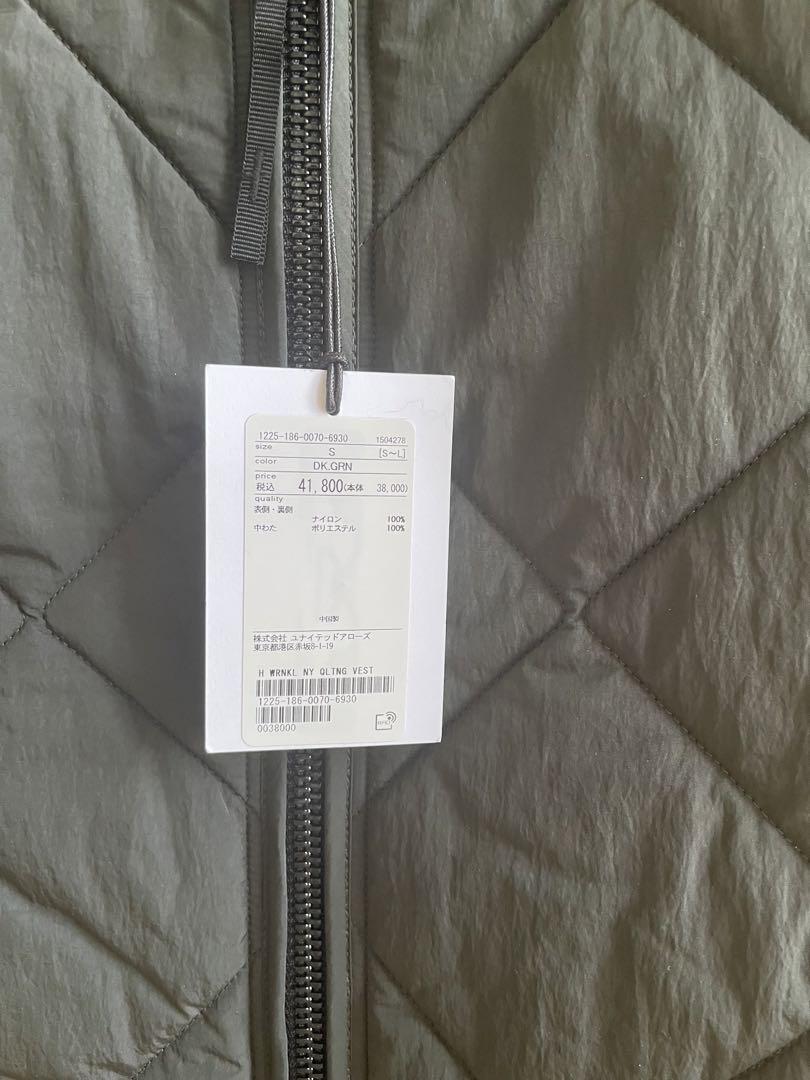 1225-186-0070-6930 1504278
size S [S～L]
color DK.GRN
price
税込 41,800(本体 38,000)
quality
表側・裏側
ナイロン 100%
中わた ポリエステル 100%
中国製
株式会社 ユナイテッドアローズ
東京都港区赤坂8-1-19
H WRNKL NY QLTNG VEST
1225-186-0070-6930
0038000
RFID